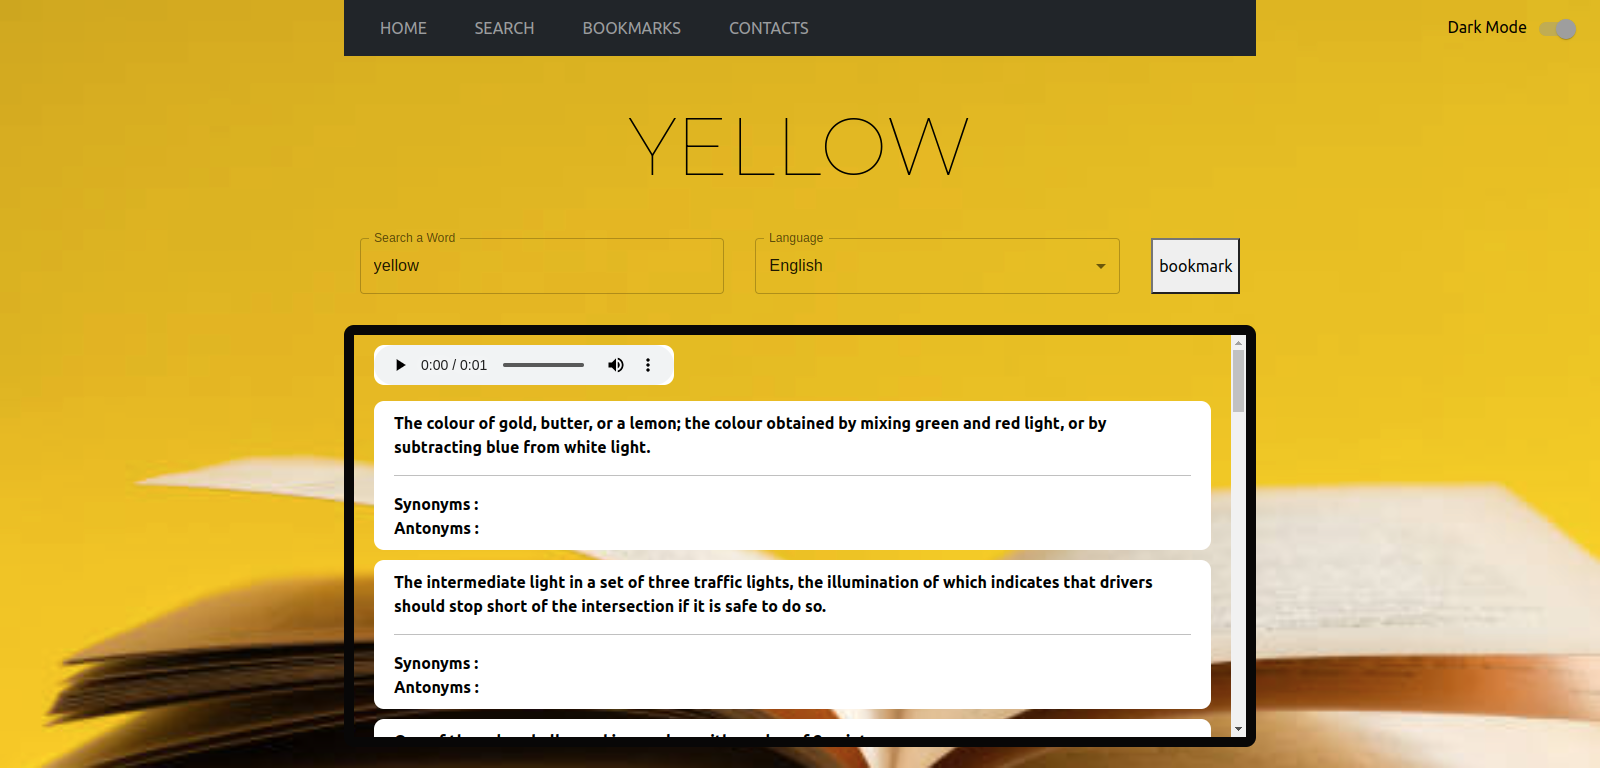 HOME SEARCH BOOKMARKS CONTACTS
Dark Mode
YELLOW
Search a Word
yellow
Language
English
bookmark
0:00 / 0:01
The colour of gold, butter, or a lemon; the colour obtained by mixing green and red light, or by
subtracting blue from white light.
Synonyms :
Antonyms :
The intermediate light in a set of three traffic lights, the illumination of which indicates that drivers
should stop short of the intersection if it is safe to do so.
Synonyms :
Antonyms :